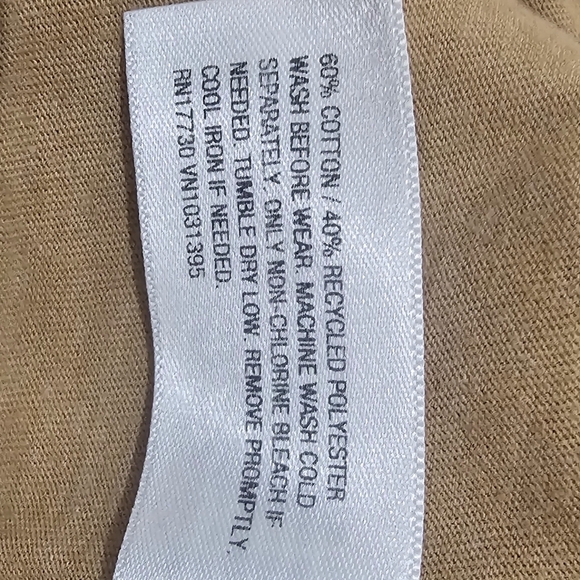 60% COTTON / 40% RECYCLED POLYESTER
WASH BEFORE WEAR. MACHINE WASH COLD
SEPARATELY. ONLY NON-CHLORINE BLEACH IF
NEEDED. TUMBLE DRY LOW. REMOVE PROMPTLY.
COOL IRON IF NEEDED.
RN17730 VN1031395